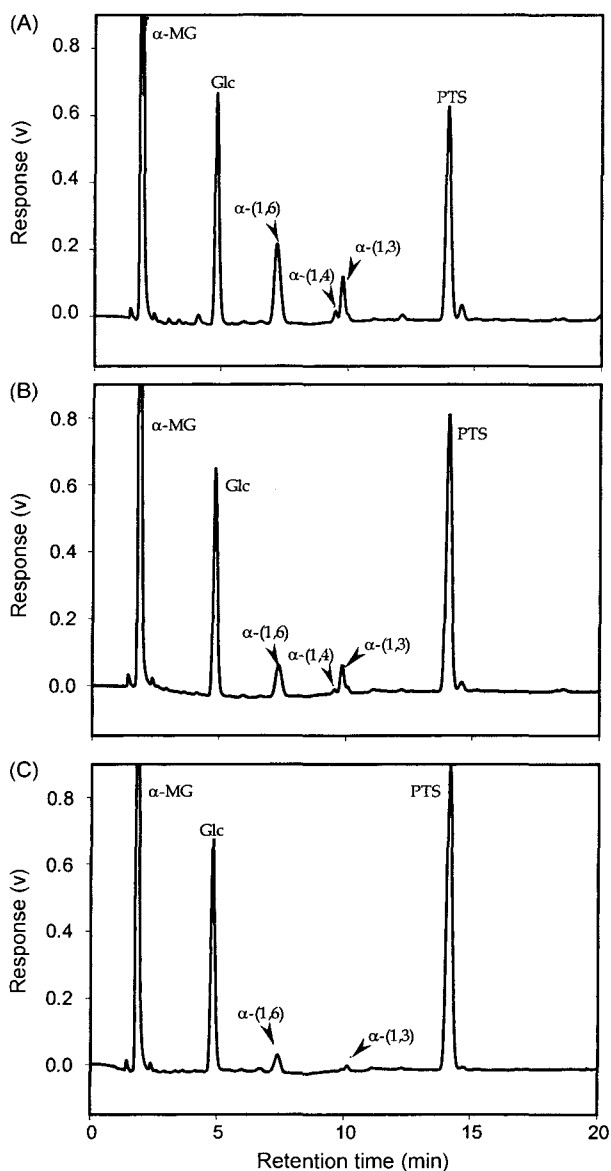 (A)
0.8
0.6
0.4
0.2
0.0
Response (v)
α-MG
Glc
α-(1,6)
α-(1,4)
α-(1,3)
PTS
(B)
0.8
0.6
0.4
0.2
0.0
Response (v)
α-MG
Glc
α-(1,6)
α-(1,4)
α-(1,3)
PTS
(C)
0.8
0.6
0.4
0.2
0.0
Response (v)
α-MG
Glc
α-(1,6)
α-(1,3)
PTS
0 5 10 15 20
Retention time (min)